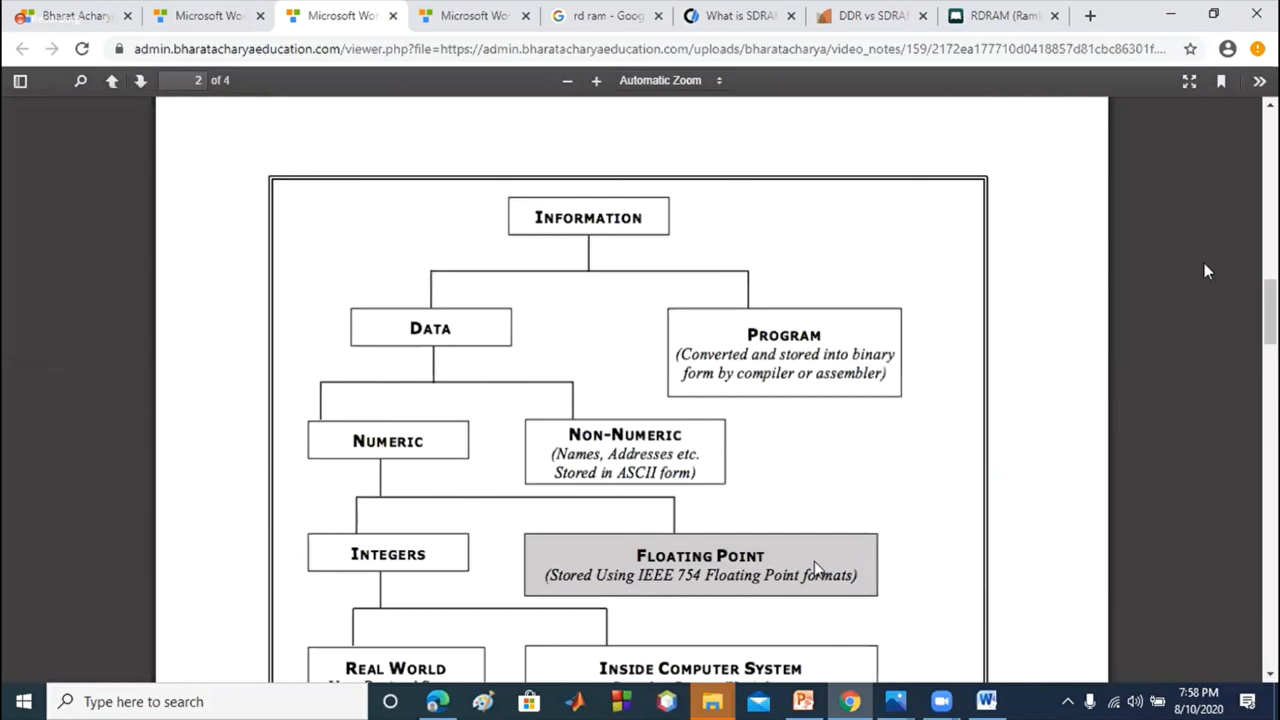 Bharat Achary
Microsoft Wo
Microsoft Wor
Microsoft Wo
rd ram - Goog
What is SDRA
DDR vs SDRA
RDRAM (Ram
admin.bharatacharyaeducation.com/viewer.php?file=https://admin.bharatacharyaeducation.com/uploads/bharatacharya/video_notes/159/2172ea177710d0418857d81cbc86301f....
2 of 4
Automatic Zoom
INFORMATION
DATA
PROGRAM
(Converted and stored into binary
form by compiler or assembler)
NUMERIC
NON-NUMERIC
(Names, Addresses etc.
Stored in ASCII form)
INTEGERS
FLOATING POINT
(Stored Using IEEE 754 Floating Point formats)
REAL WORLD
INSIDE COMPUTER SYSTEM
Type here to search
7:58 PM
8/10/2020